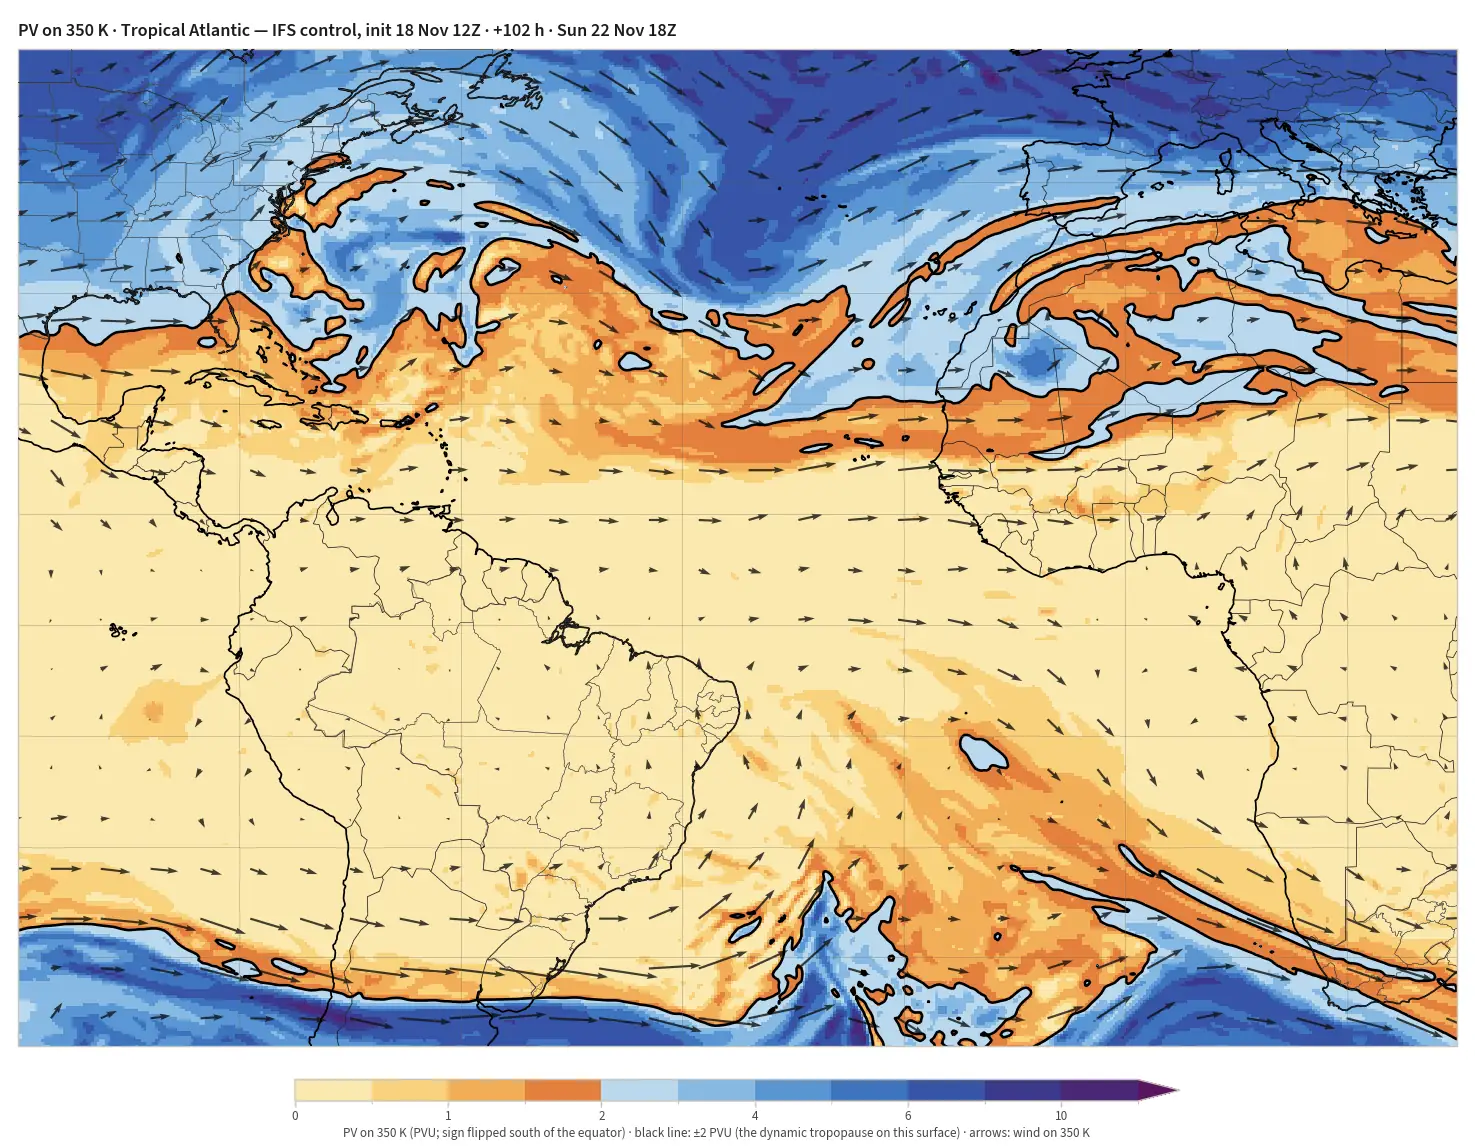 PV on 350 K · Tropical Atlantic — IFS control, init 18 Nov 12Z · +102 h · Sun 22 Nov 18Z
0 1 2 4 6 10
PV on 350 K (PVU; sign flipped south of the equator) · black line: ±2 PVU (the dynamic tropopause on this surface) · arrows: wind on 350 K